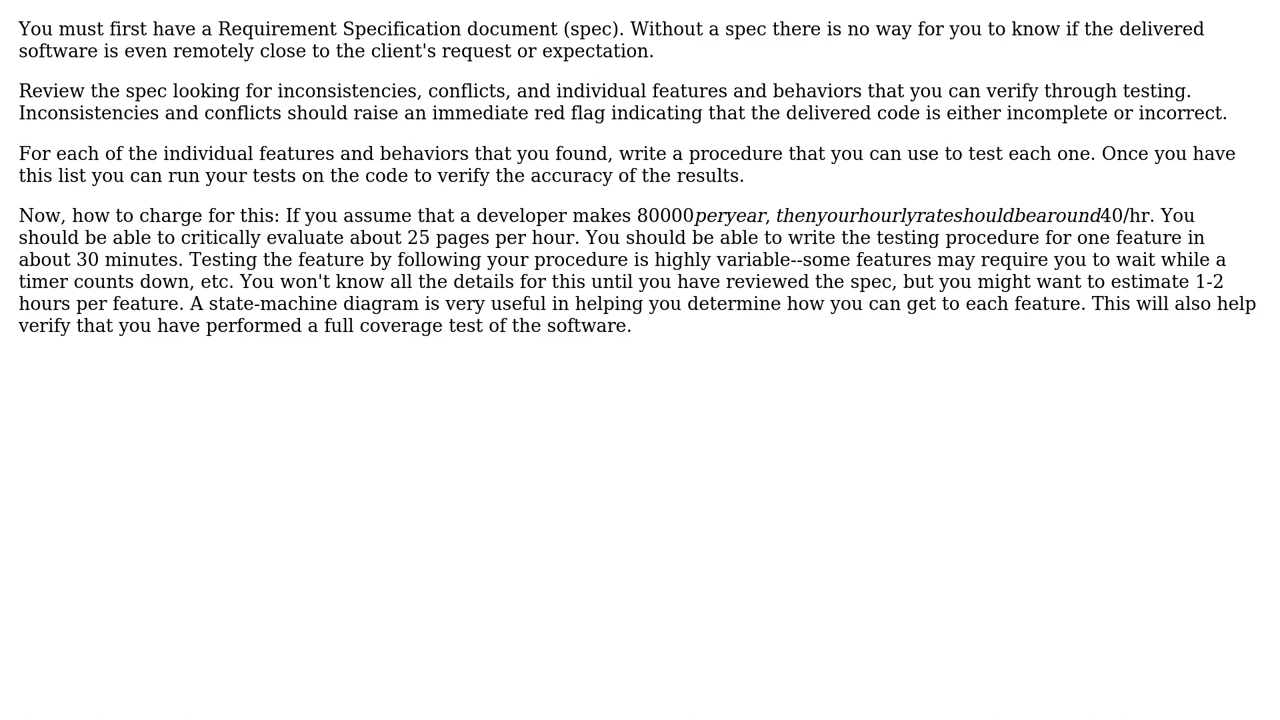 You must first have a Requirement Specification document (spec). Without a spec there is no way for you to know if the delivered
software is even remotely close to the client's request or expectation.
Review the spec looking for inconsistencies, conflicts, and individual features and behaviors that you can verify through testing.
Inconsistencies and conflicts should raise an immediate red flag indicating that the delivered code is either incomplete or incorrect.
For each of the individual features and behaviors that you found, write a procedure that you can use to test each one. Once you have
this list you can run your tests on the code to verify the accuracy of the results.
Now, how to charge for this: If you assume that a developer makes 80000peryear, thenyourhourlyrateshouldbearound40/hr. You
should be able to critically evaluate about 25 pages per hour. You should be able to write the testing procedure for one feature in
about 30 minutes. Testing the feature by following your procedure is highly variable--some features may require you to wait while a
timer counts down, etc. You won't know all the details for this until you have reviewed the spec, but you might want to estimate 1-2
hours per feature. A state-machine diagram is very useful in helping you determine how you can get to each feature. This will also help
verify that you have performed a full coverage test of the software.